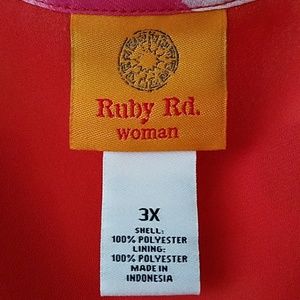 Ruby Rd.
woman
3X
SHELL:
100% POLYESTER
LINING:
100% POLYESTER
MADE IN
INDONESIA